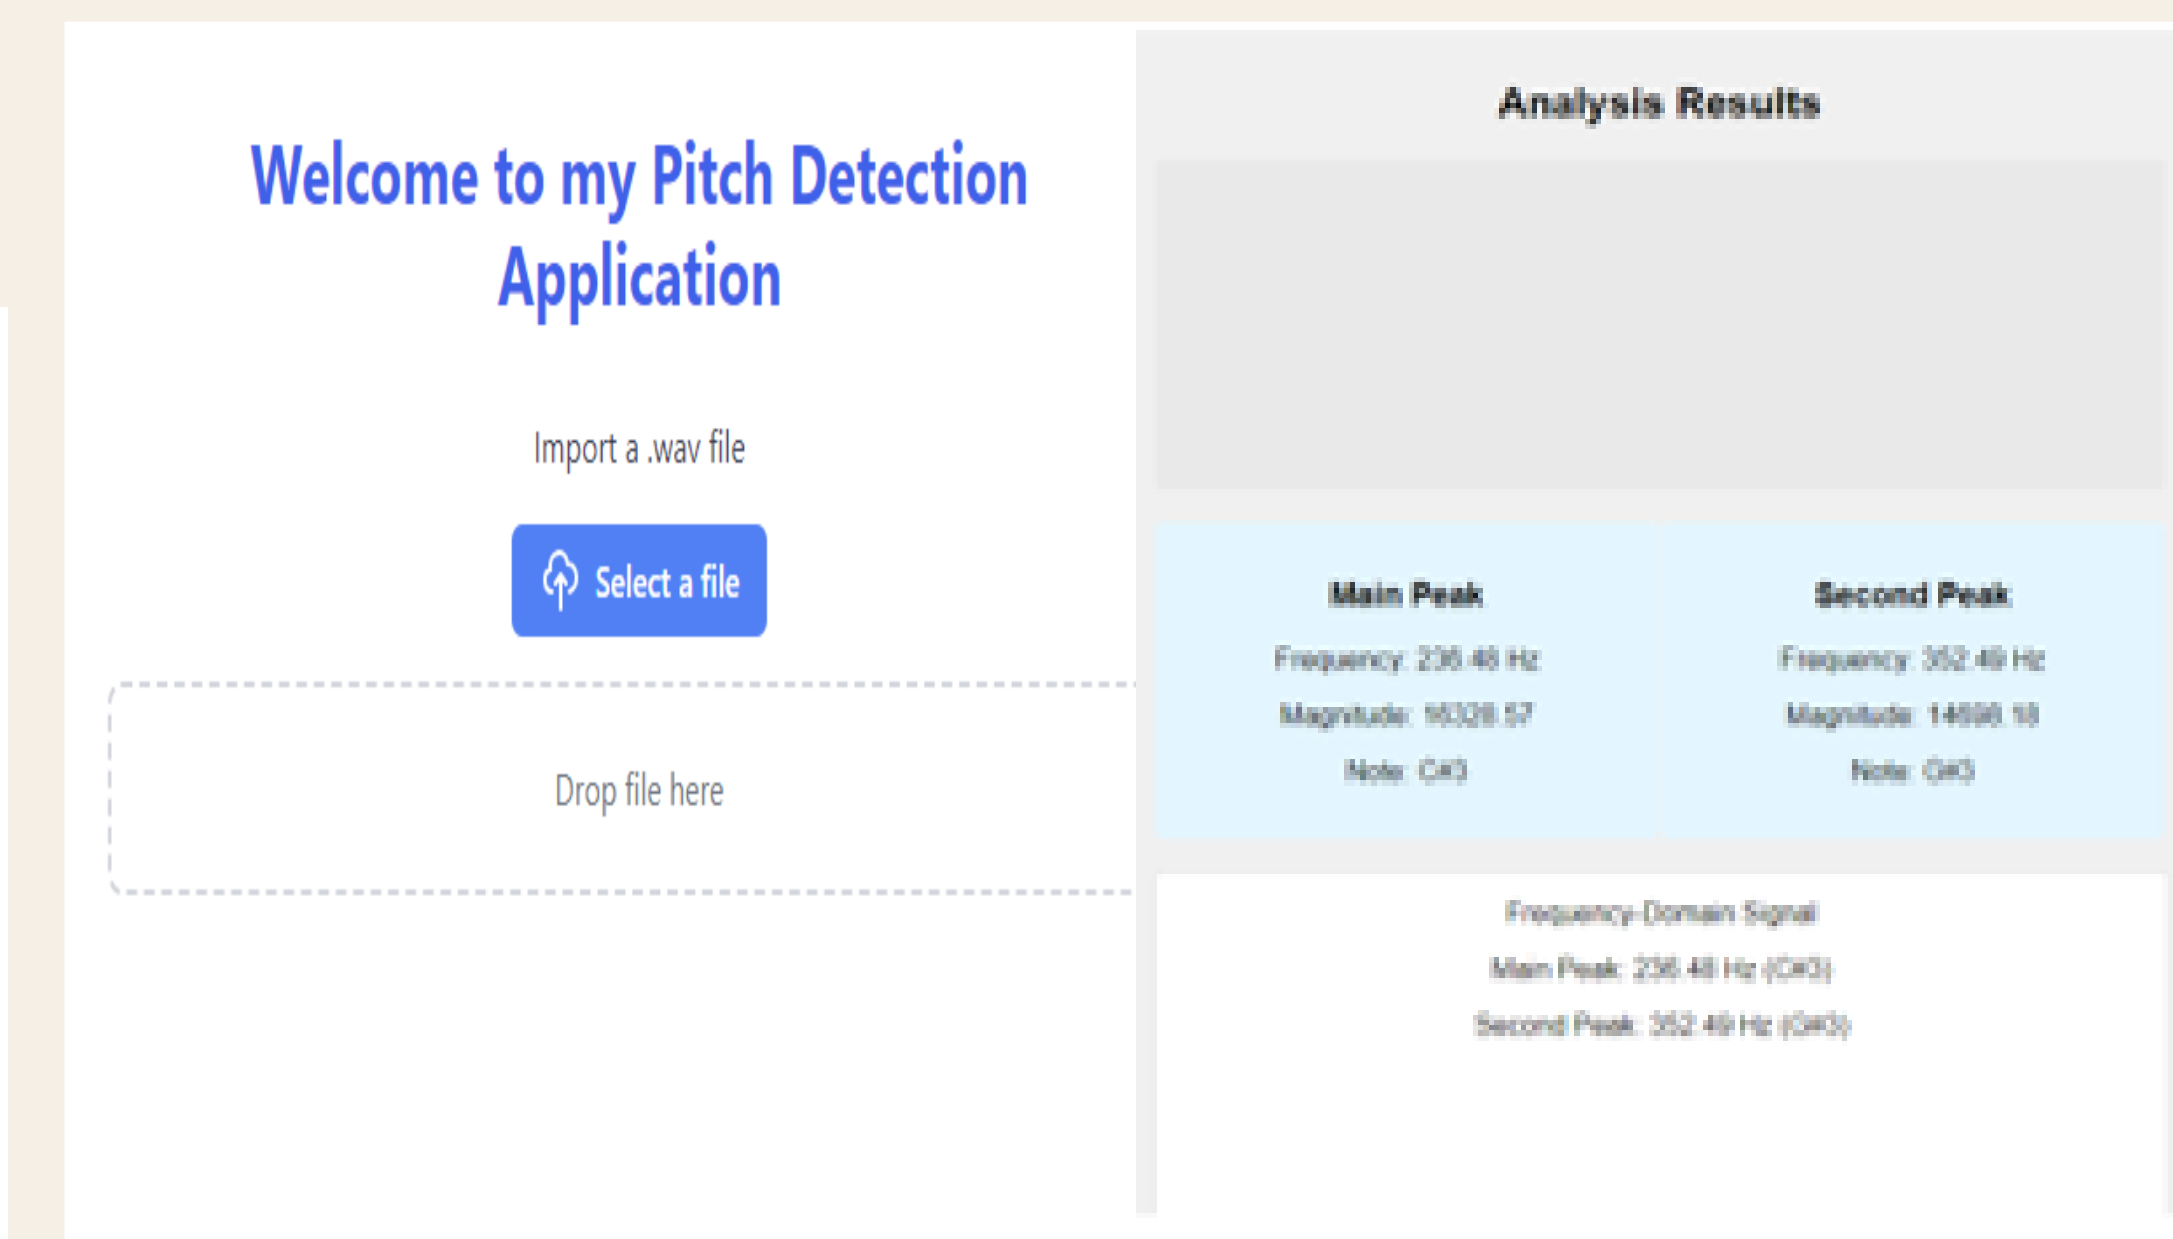 Welcome to my Pitch Detection
Application
Import a .wav file
Select a file
Drop file here
Analysis Results
Main Peak
Frequency: 236.48 Hz
Magnitude: 16328.57
Note:
Second Peak
Frequency: 352.49 Hz
Magnitude:
Note:
Frequency-Domain Signal
Main Peak: 236.48 Hz
Second Peak: 352.49 Hz